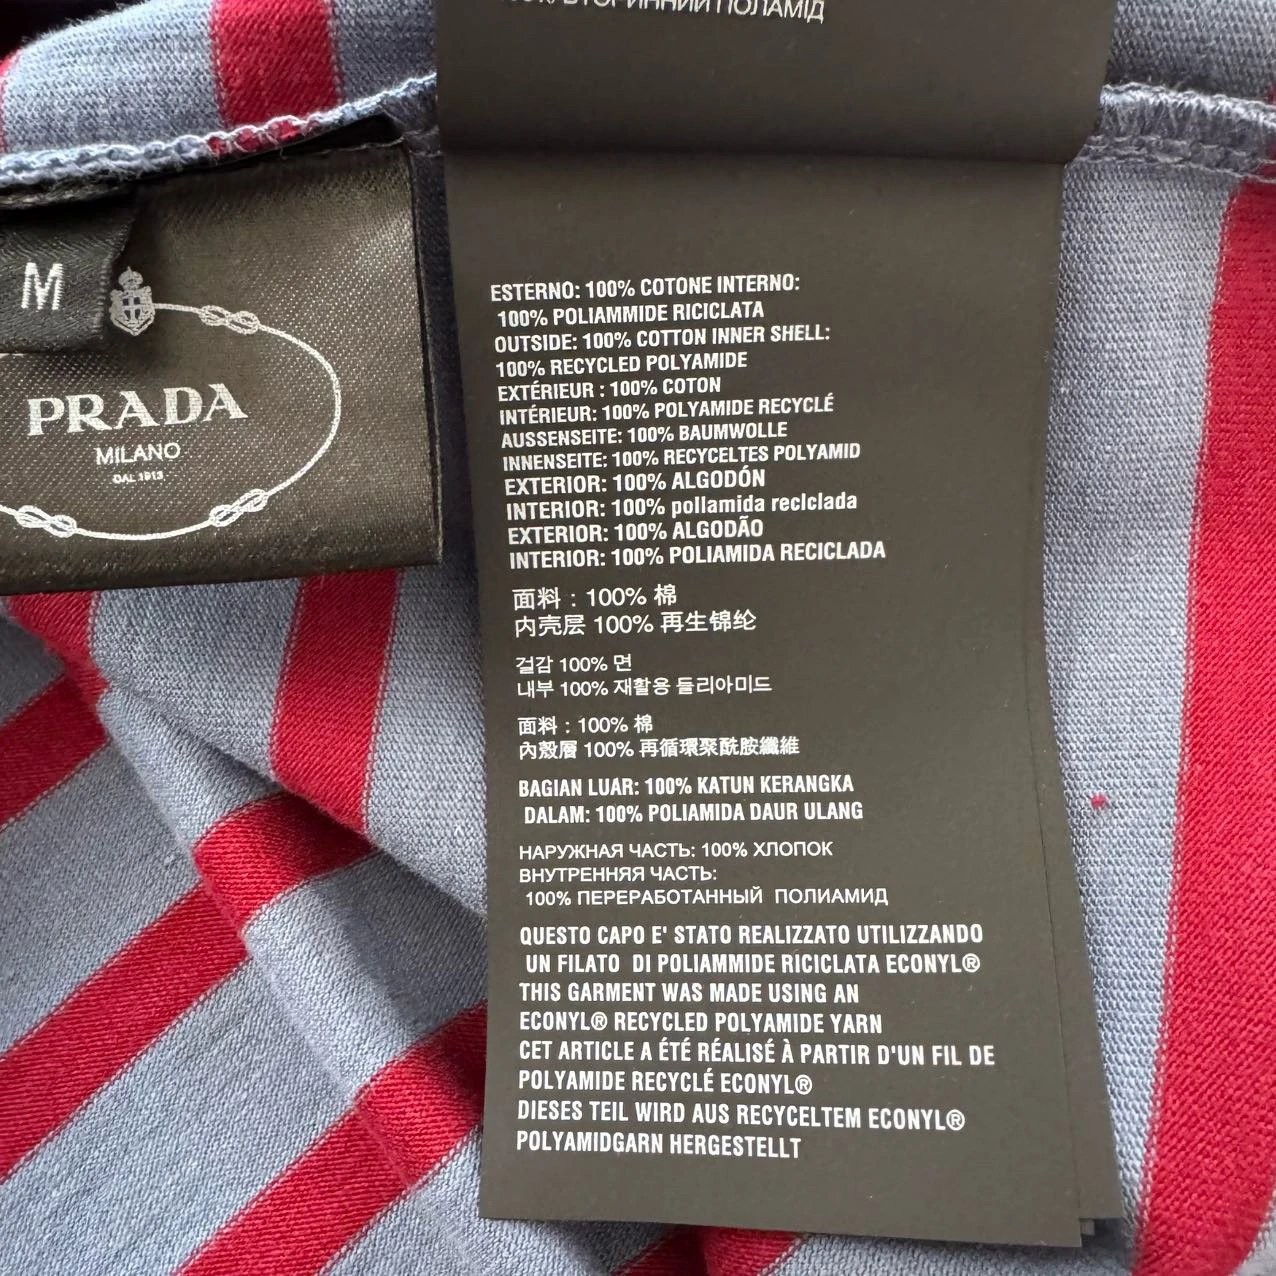 M
PRADA
MILANO
DAL 1913
ВТОРИННИЙ ПОЛАМІД
ESTERNO: 100% COTONE INTERNO:
100% POLIAMMIDE RICICLATA
OUTSIDE: 100% COTTON INNER SHELL:
100% RECYCLED POLYAMIDE
EXTÉRIEUR : 100% COTON
INTÉRIEUR: 100% POLYAMIDE RECYCLÉ
AUSSENSEITE: 100% BAUMWOLLE
INNENSEITE: 100% RECYCELTES POLYAMID
EXTERIOR: 100% ALGODÓN
INTERIOR: 100% pollamida reclclada
EXTERIOR: 100% ALGODÃO
INTERIOR: 100% POLIAMIDA RECICLADA
面料：100% 棉
内壳层 100% 再生锦纶
걸감 100% 면
내부 100% 재활용 들리아미드
面料：100% 棉
內殼層 100% 再循環聚酰胺纖維
BAGIAN LUAR: 100% KATUN KERANGKA
DALAM: 100% POLIAMIDA DAUR ULANG
НАРУЖНАЯ ЧАСТЬ: 100% ХЛОПОК
ВНУТРЕННЯЯ ЧАСТЬ:
100% ПЕРЕРАБОТАННЫЙ ПОЛИАМИД
QUESTO CAPO E' STATO REALIZZATO UTILIZZANDO
UN FILATO DI POLIAMMIDE RICICLATA ECONYL®
THIS GARMENT WAS MADE USING AN
ECONYL® RECYCLED POLYAMIDE YARN
CET ARTICLE A ÉTÉ RÉALISÉ À PARTIR D'UN FIL DE
POLYAMIDE RECYCLÉ ECONYL®
DIESES TEIL WIRD AUS RECYCELTEM ECONYL®
POLYAMIDGARN HERGESTELLT